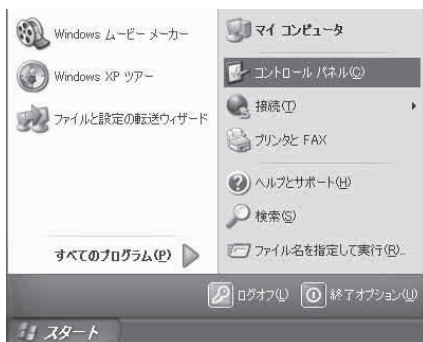 Windows ムービー メーカー
Windows XP ツアー
ファイルと設定の転送ウィザード
すべてのプログラム(P)
マイ コンピュータ
コントロール パネル(C)
接続(T)
プリンタと FAX
ヘルプとサポート(H)
検索(S)
ファイル名を指定して実行(R)...
ログオフ(L)
終了オプション(U)
スタート